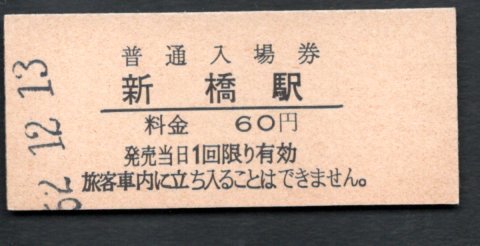 普通入場券
新橋駅
料金 60円
発売当日1回限り有効
旅客車内に立ち入ることはできません。
12 13